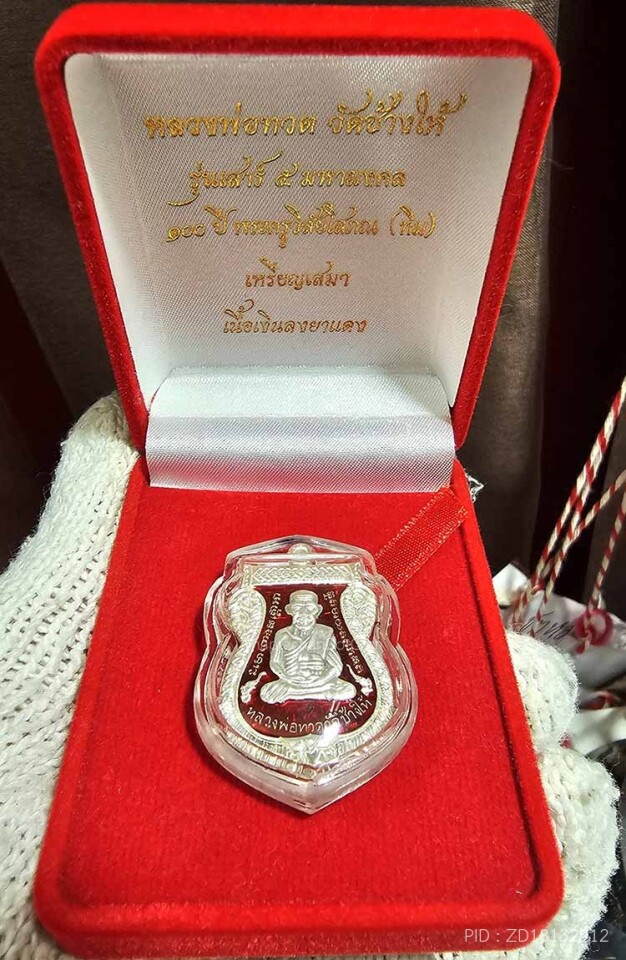 หลวงพ่อทวด วัดช้างให้
รุ่นเสาร์ ๕ มหามงคล
๑๐๐ ปี พระครูวิสัยโสภณ (ทิม)
เหรียญเสมา
เนื้อเงินลงยาแดง
หลวงพ่อทวดวัดช้างให้
PID : ZD18132912